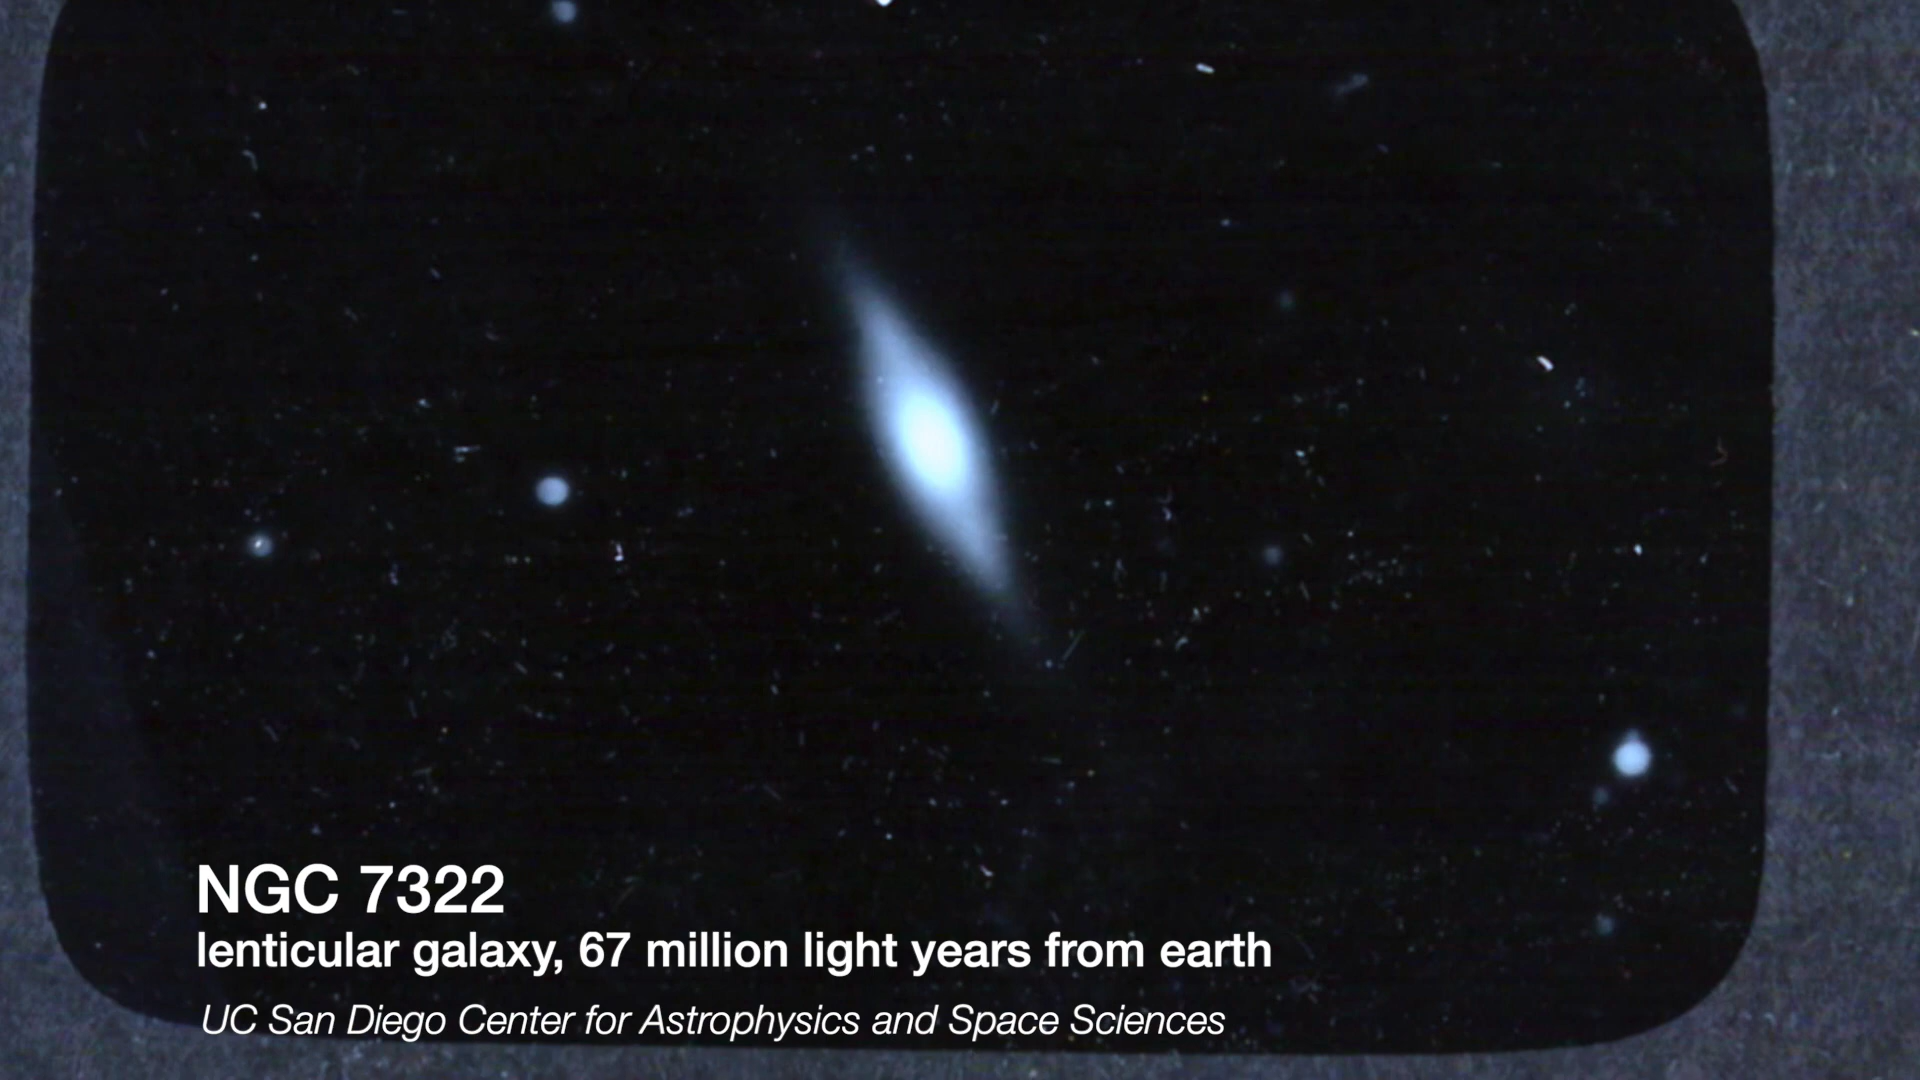 NGC 7322
lenticular galaxy, 67 million light years from earth
UC San Diego Center for Astrophysics and Space Sciences